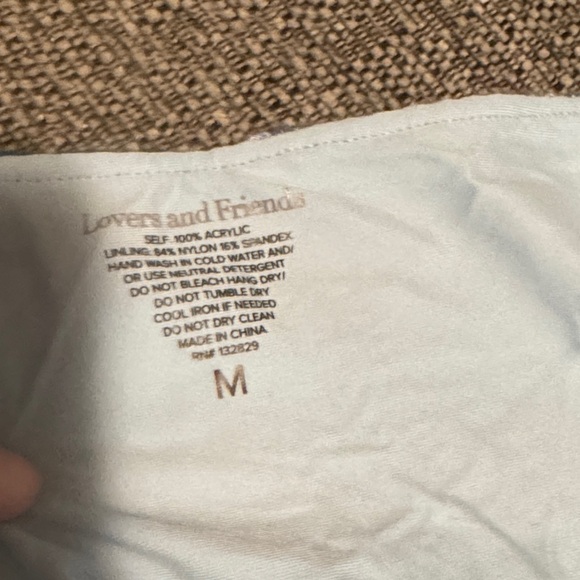 Lovers and Friends
SELF: 100% ACRYLIC
LINLING: 84% NYLON 16% SPANDEX
HAND WASH IN COLD WATER AND/
OR USE NEUTRAL DETERGENT
DO NOT BLEACH HANG DRY/
DO NOT TUMBLE DRY
COOL IRON IF NEEDED
DO NOT DRY CLEAN
MADE IN CHINA
RN# 132829
M